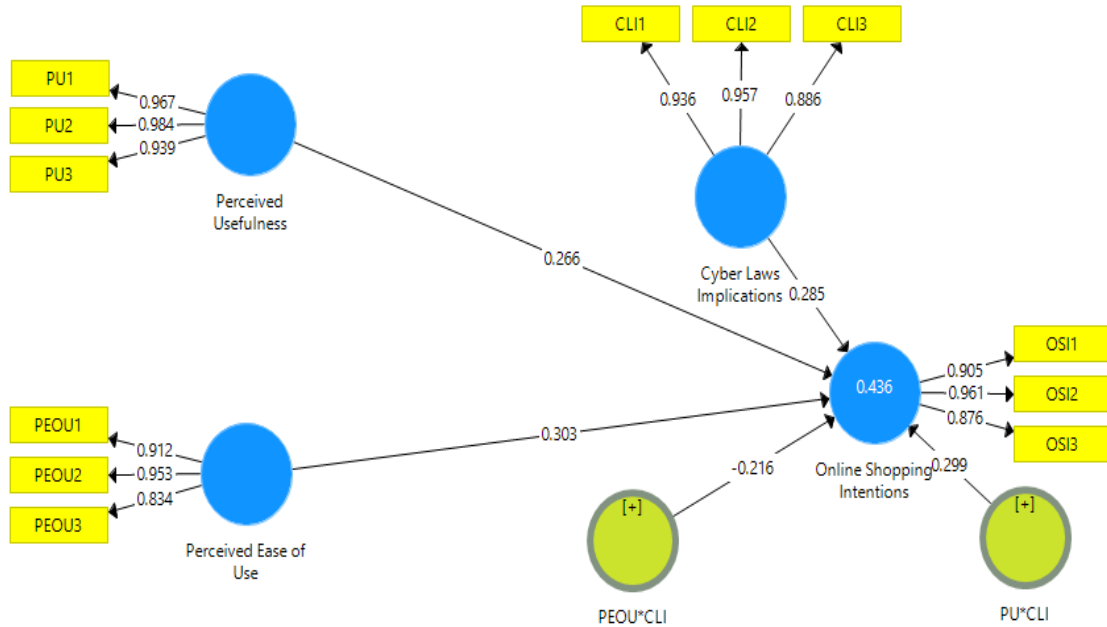 CLI1
CLI2
CLI3
PU1
PU2
PU3
0.967
0.984
0.939
0.936
0.957
0.886
Perceived
Usefulness
0.266
Cyber Laws
Implications
0.285
OSI1
OSI2
OSI3
0.905
0.961
0.876
0.436
PEOU1
PEOU2
PEOU3
0.912
0.953
0.834
0.303
-0.216
Online Shopping
Intentions
0.299
Perceived Ease of
Use
[+]
PEOU*CLI
[+]
PU*CLI